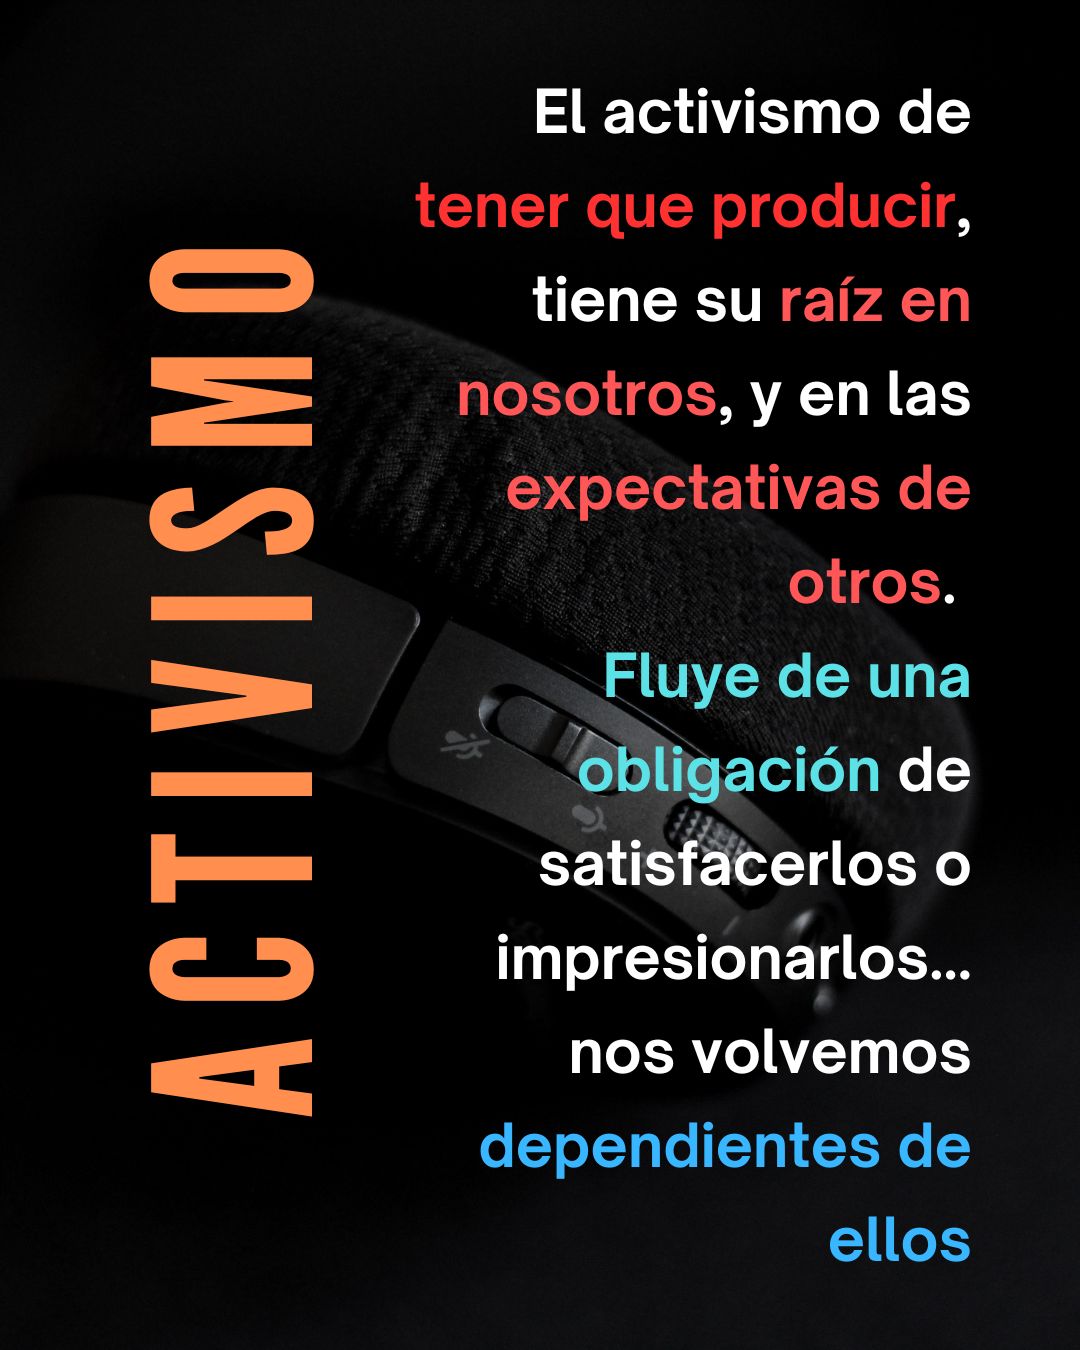 ACTIVISMO
El activismo de
tener que producir,
tiene su raíz en
nosotros, y en las
expectativas de
otros.
Fluye de una
obligación de
satisfacerlos o
impresionarlos...
nos volvemos
dependientes de
ellos